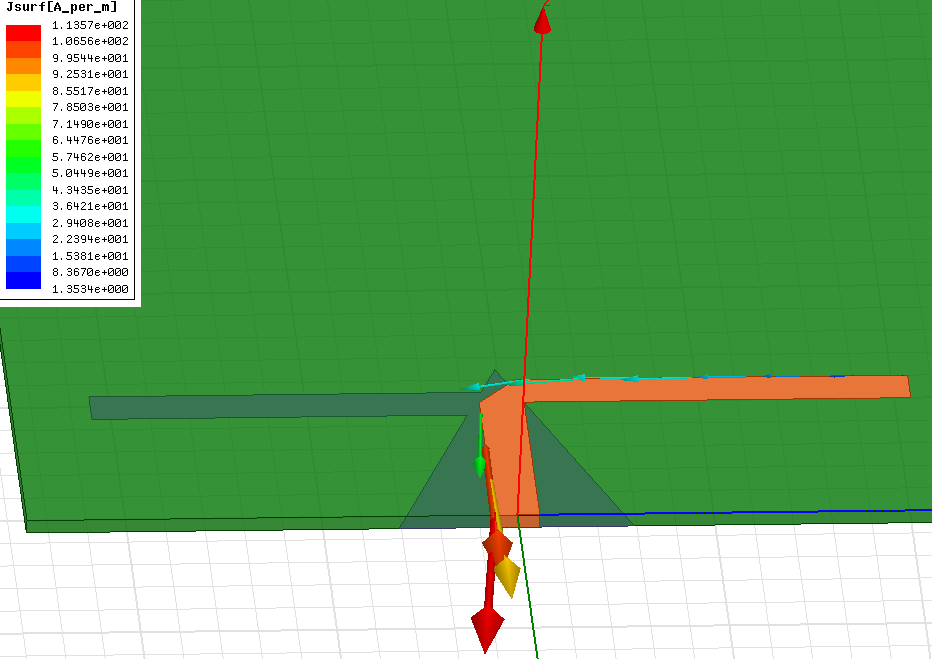 Jsurf[A_per_m]
1.1357e+002
1.0656e+002
9.9544e+001
9.2531e+001
8.5517e+001
7.8503e+001
7.1490e+001
6.4476e+001
5.7462e+001
5.0449e+001
4.3435e+001
3.6421e+001
2.9408e+001
2.2394e+001
1.5381e+001
8.3670e+000
1.3534e+000